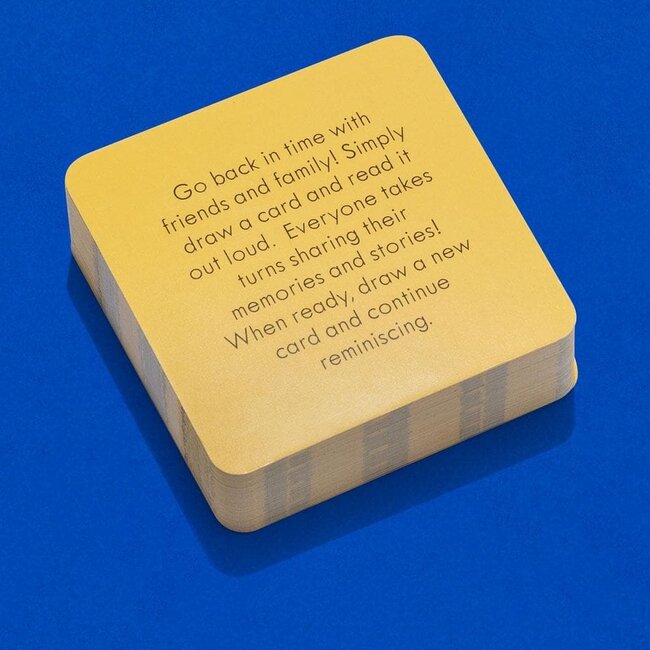 Go back in time with
friends and family! Simply
draw a card and read it
out loud.  Everyone takes
turns sharing their
memories and stories!
When ready, draw a new
card and continue
reminiscing.